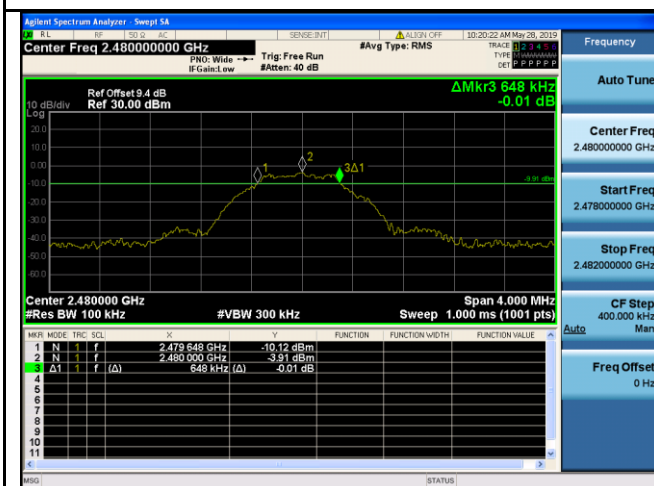 Agilent Spectrum Analyzer - Swept SA
RL RF 50 Ω AC SENSE:INT ALIGN OFF 10:20:22 AM May 28, 2019
Center Freq 2.480000000 GHz
PNO: Wide
IFGain:Low
Trig: Free Run
#Atten: 40 dB
#Avg Type: RMS
TRACE 1 2 3 4 5 6
TYPE M
DET P P P P P P
ΔMkr3 648 kHz
-0.01 dB
Ref Offset 9.4 dB
10 dB/div Ref 30.00 dBm
Log
20.0
10.0
0.00
-10.0
-20.0
-30.0
-40.0
-50.0
-60.0
1
2
3Δ1
-9.91 dBm
Center 2.480000 GHz Span 4.000 MHz
#Res BW 100 kHz #VBW 300 kHz Sweep 1.000 ms (1001 pts)
MKR MODE TRC SCL X Y FUNCTION FUNCTION WIDTH FUNCTION VALUE
1 N 1 f 2.479 648 GHz -10.12 dBm
2 N 1 f 2.480 000 GHz -3.91 dBm
3 Δ1 1 f (Δ) 648 kHz (Δ) -0.01 dB
4
5
6
7
8
9
10
11
MSG STATUS
Frequency
Auto Tune
Center Freq
2.480000000 GHz
Start Freq
2.478000000 GHz
Stop Freq
2.482000000 GHz
CF Step
400.000 kHz
Auto Man
Freq Offset
0 Hz